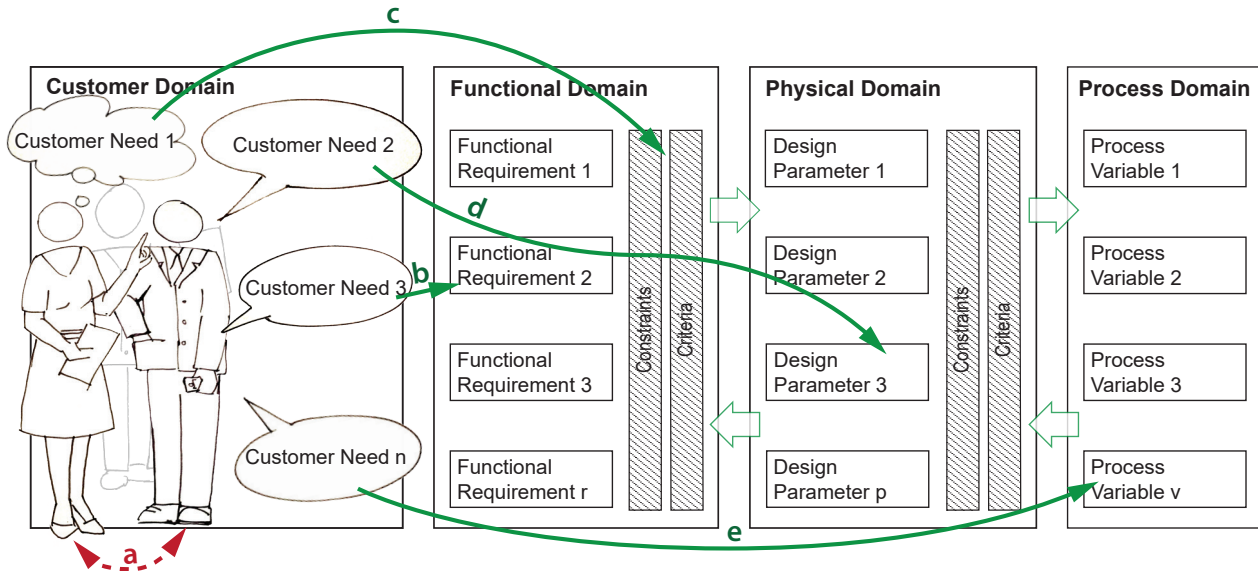 c
Customer Domain
Functional Domain
Physical Domain
Process Domain
Customer Need 1
Customer Need 2
Customer Need 3
Customer Need n
a
b
d
e
Functional
Requirement 1
Functional
Requirement 2
Functional
Requirement 3
Functional
Requirement r
Constraints
Criteria
Design
Parameter 1
Design
Parameter 2
Design
Parameter 3
Design
Parameter p
Constraints
Criteria
Process
Variable 1
Process
Variable 2
Process
Variable 3
Process
Variable v